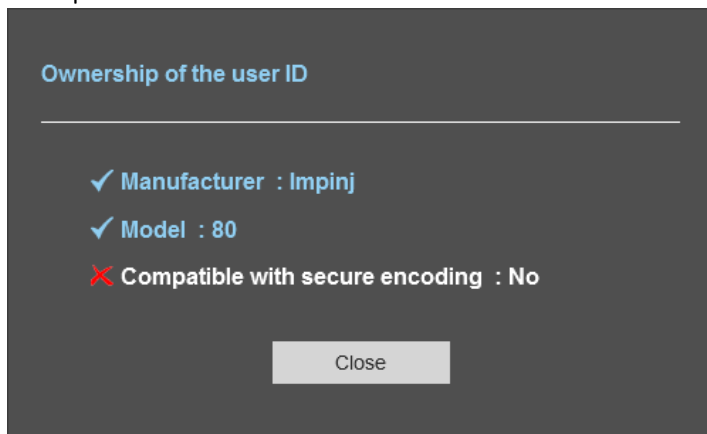 Ownership of the user ID
Manufacturer : Impinj
Model : 80
Compatible with secure encoding : No
Close